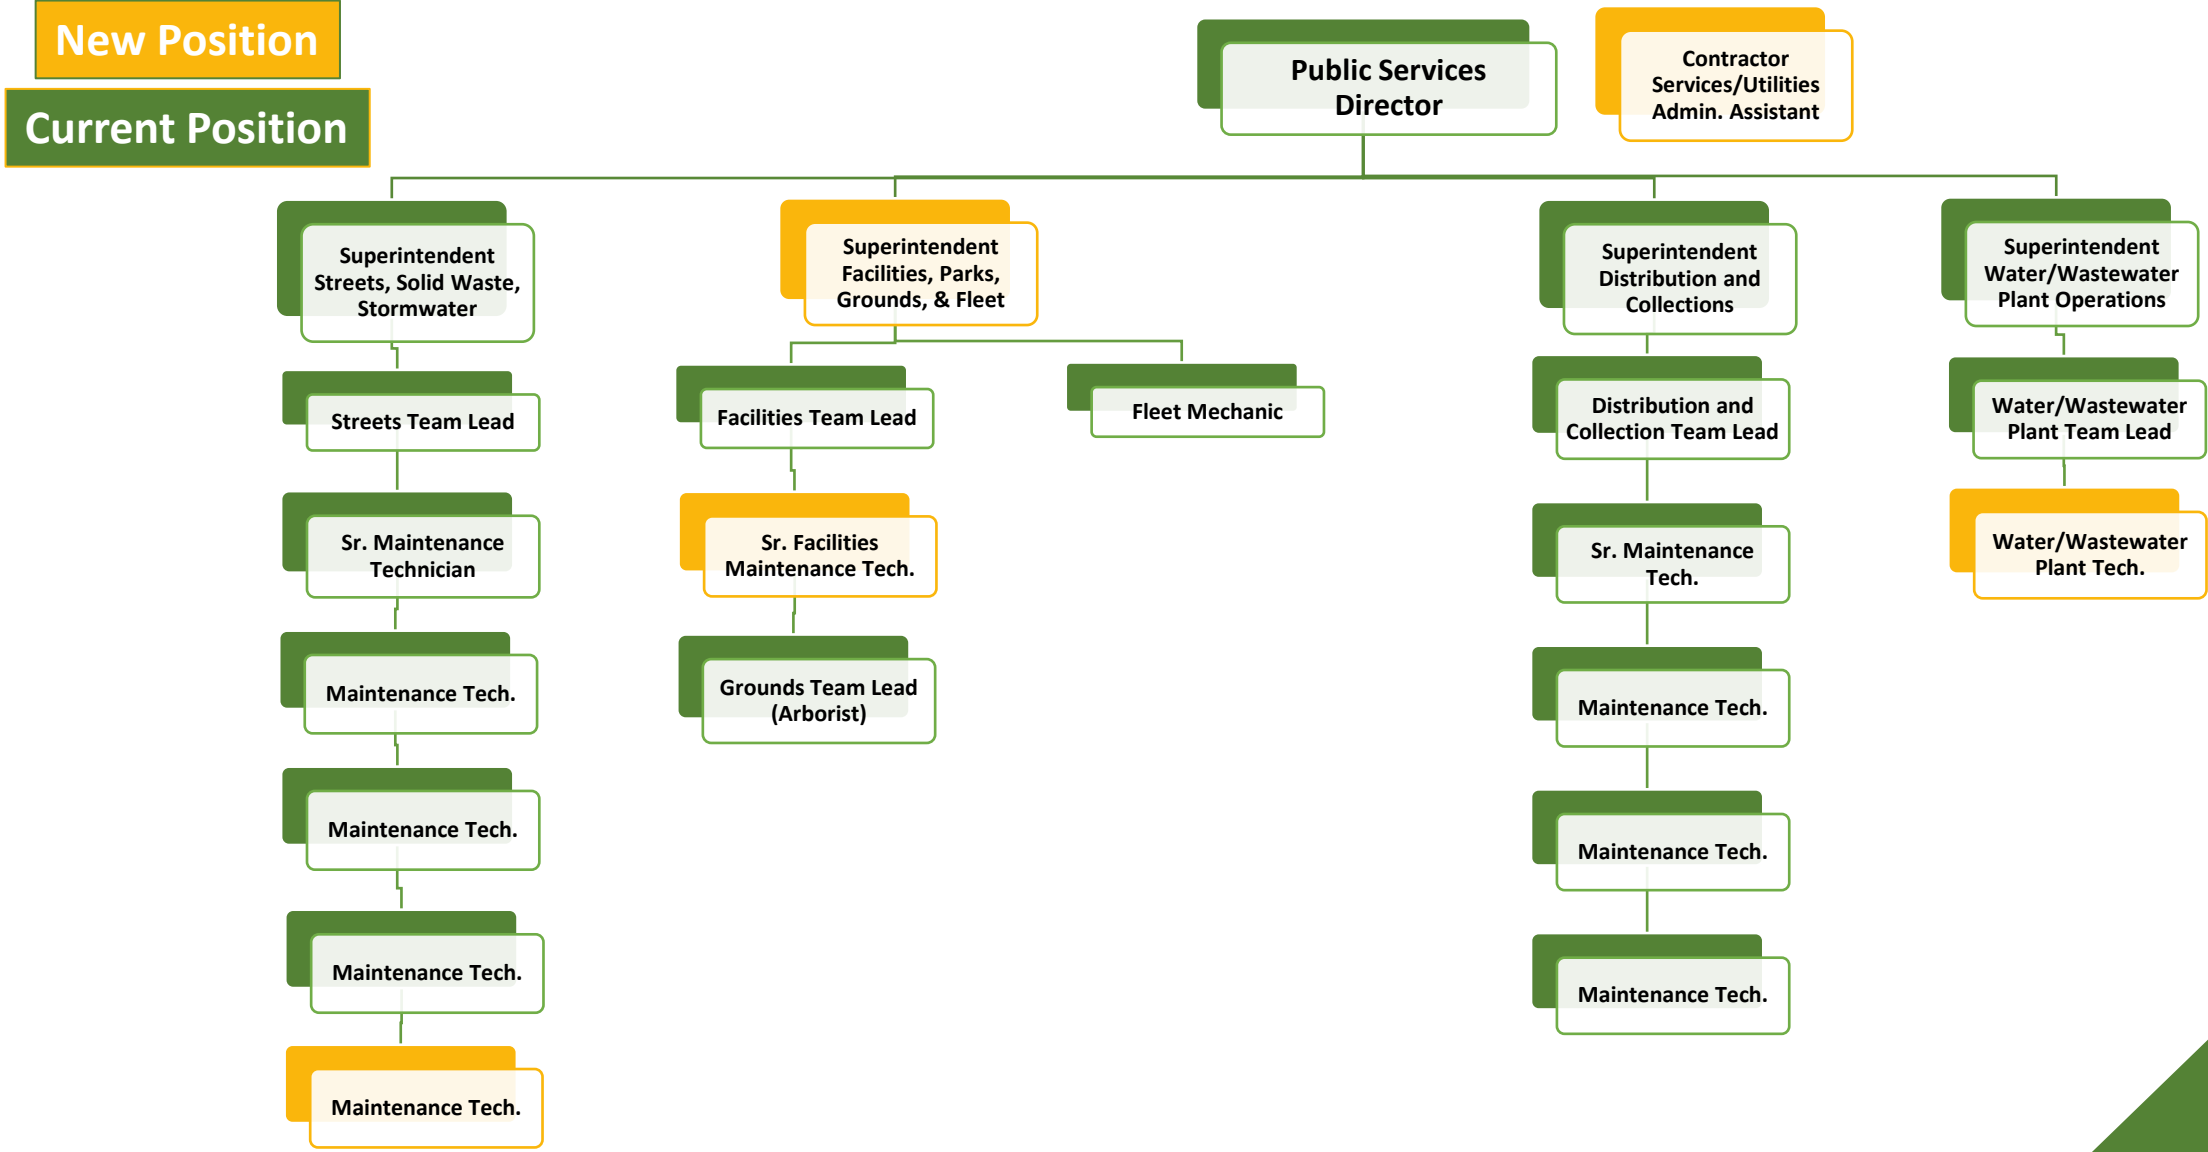 New Position
Current Position
Public Services
Director
Contractor
Services/Utilities
Admin. Assistant
Superintendent
Streets, Solid Waste,
Stormwater
Superintendent
Facilities, Parks,
Grounds, & Fleet
Superintendent
Distribution and
Collections
Superintendent
Water/Wastewater
Plant Operations
Streets Team Lead
Facilities Team Lead
Fleet Mechanic
Distribution and
Collection Team Lead
Water/Wastewater
Plant Team Lead
Sr. Maintenance
Technician
Sr. Facilities
Maintenance Tech.
Sr. Maintenance
Tech.
Water/Wastewater
Plant Tech.
Maintenance Tech.
Grounds Team Lead
(Arborist)
Maintenance Tech.
Maintenance Tech.
Maintenance Tech.
Maintenance Tech.
Maintenance Tech.
Maintenance Tech.